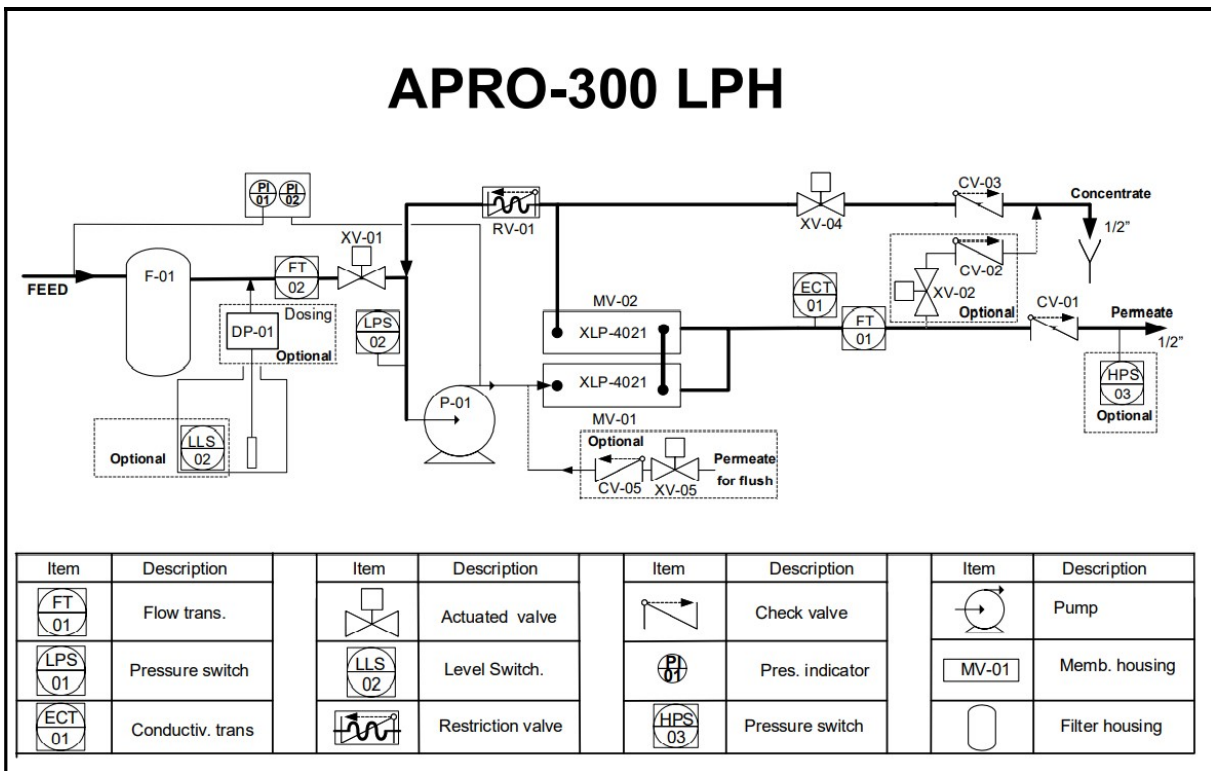 APRO-300 LPH
PI 01
PI 02
FEED
F-01
FT 02
XV-01
RV-01
XV-04
CV-03
Concentrate
1/2"
DP-01
Dosing
Optional
LPS 02
Optional
LLS 02
P-01
MV-02
XLP-4021
XLP-4021
MV-01
ECT 01
FT 01
CV-02
XV-02
Optional
CV-01
Permeate
1/2"
HPS 03
Optional
Optional
CV-05
XV-05
Permeate
for flush
Item Description Item Description Item Description Item Description
FT 01 Flow trans. Actuated valve Check valve Pump
LPS 01 Pressure switch LLS 02 Level Switch. PI 01 Pres. indicator MV-01 Memb. housing
ECT 01 Conductiv. trans Restriction valve HPS 03 Pressure switch Filter housing